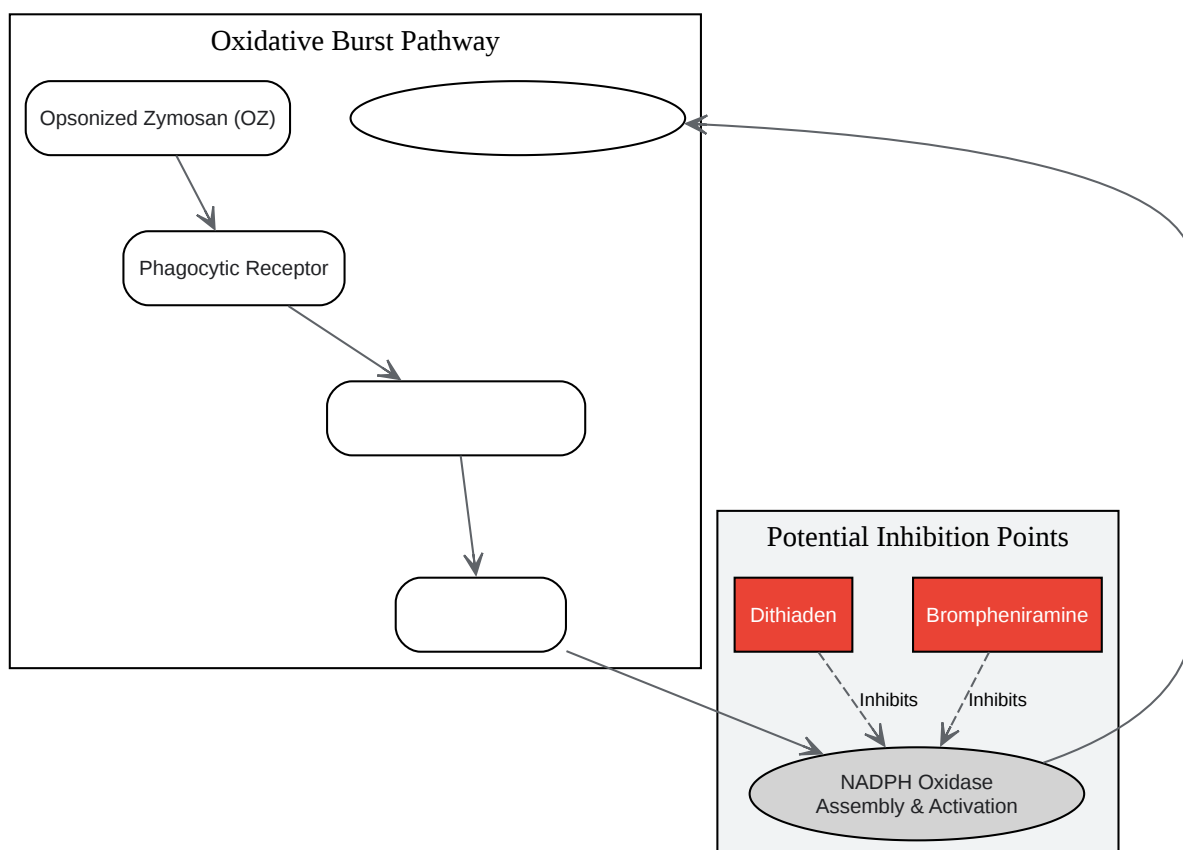 Oxidative Burst Pathway
Opsonized Zymosan (OZ)
Phagocytic Receptor
Potential Inhibition Points
Dithiaden
Brompheniramine
Inhibits
Inhibits
NADPH Oxidase
Assembly & Activation